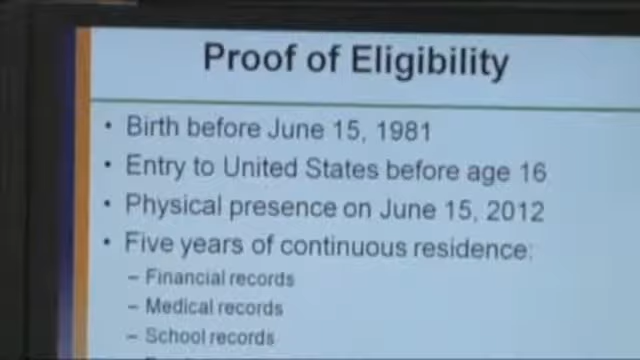 Proof of Eligibility
• Birth before June 15, 1981
• Entry to United States before age 16
• Physical presence on June 15, 2012
• Five years of continuous residence:
– Financial records
– Medical records
– School records